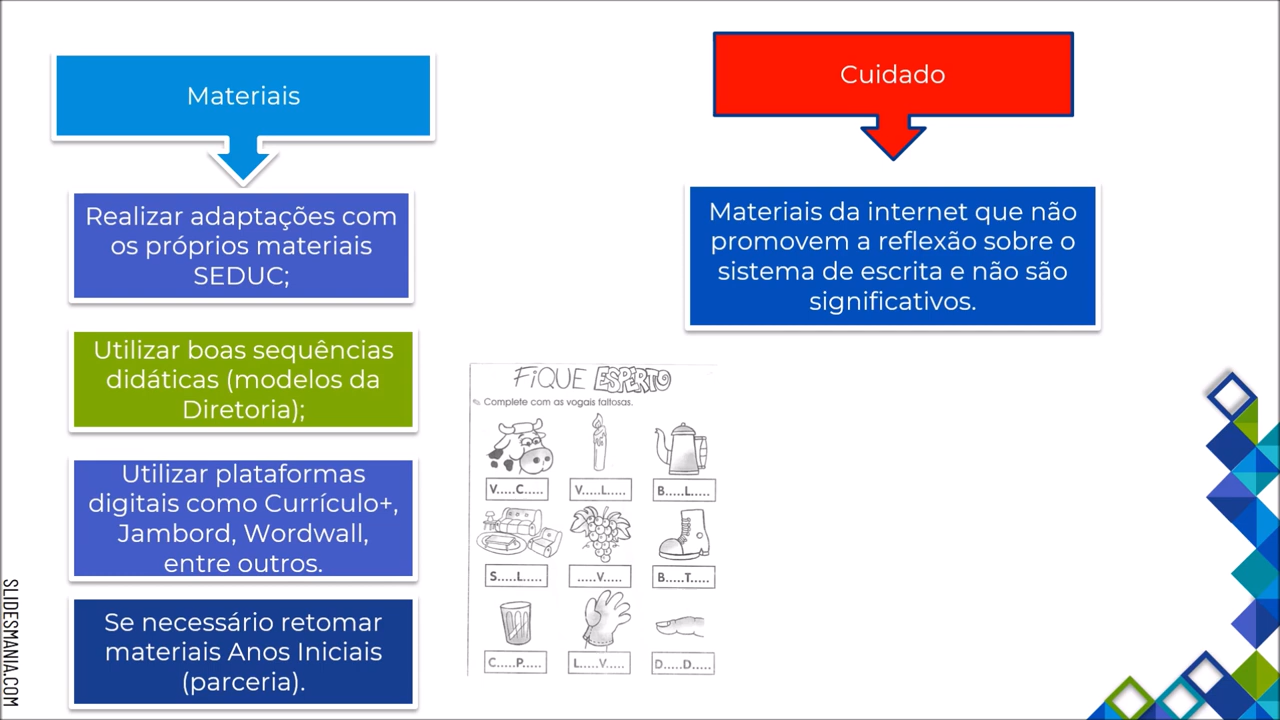 Materiais
Realizar adaptações com
os próprios materiais
SEDUC;
Utilizar boas sequências
didáticas (modelos da
Diretoria);
Utilizar plataformas
digitais como Currículo+,
Jambord, Wordwall,
entre outros.
Se necessário retomar
materiais Anos Iniciais
(parceria).
Cuidado
Materiais da internet que não
promovem a reflexão sobre o
sistema de escrita e não são
significativos.
FiQUE ESPERTO
Complete com as vogais faltosas.
V.....C..... V.....L..... B.....L.....
S.....L..... .....V..... B.....T.....
C.....P..... L.....V..... D.....D.....
SLIDESMANIA.COM